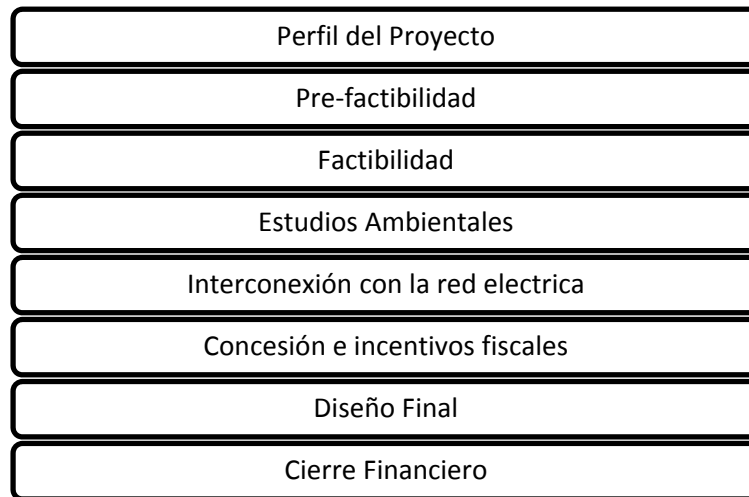 Perfil del Proyecto
Pre-factibilidad
Factibilidad
Estudios Ambientales
Interconexión con la red electrica
Concesión e incentivos fiscales
Diseño Final
Cierre Financiero